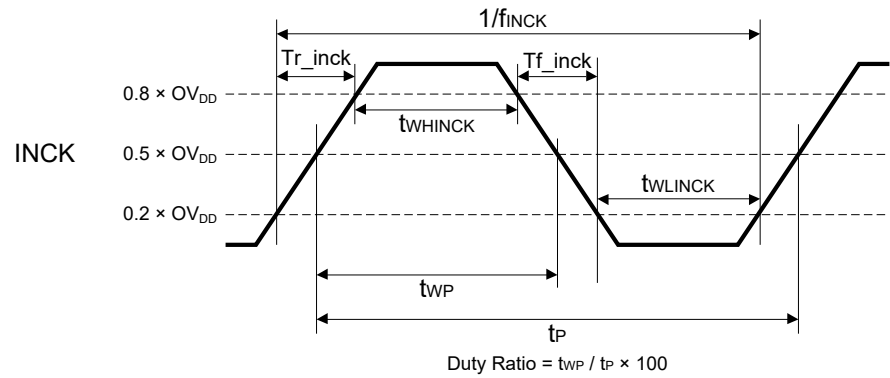 1/fINCK
Tr_inck
Tf_inck
0.8 × OVDD
tWHINCK
INCK
0.5 × OVDD
tWLINCK
0.2 × OVDD
tWP
tP
Duty Ratio = tWP / tP × 100